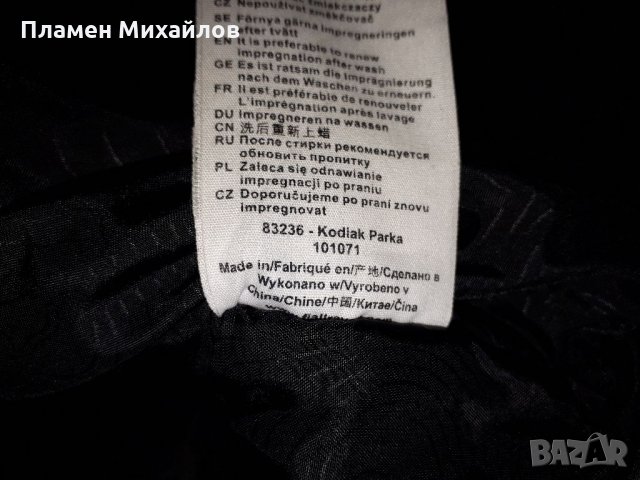 Пламен Михайлов
CZ Nepoužívat změkčovač
SE Förnya gärna impregneringen
after tvätt
EN It is preferable to renew
impregnation after wash
GE Es ist ratsam die Imprägnierung
nach dem Waschen zu erneuern.
FR Il est préférable de renouveler
L'imprégnation après lavage
DU Impregneren na wassen
CN 洗后重新上蜡
RU После стирки рекомендуется
обновить пропитку
PL Zaleca się odnawianie
impregnacji po praniu
CZ Doporučujeme po praní znovu
impregnovat
83236 - Kodiak Parka
101071
Made in/Fabriqué en/产地/Сделано в
Wykonano w/Vyrobeno v
China/Chine/中国/Китае/Čina
BAZAR